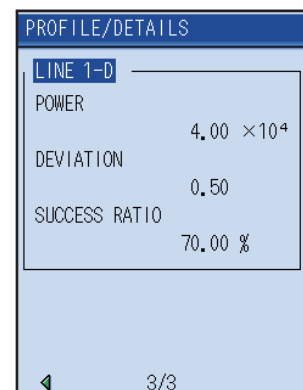 PROFILE/DETAILS
LINE 1-D
POWER
4.00 ×10⁴
DEVIATION
0.50
SUCCESS RATIO
70.00 %
3/3